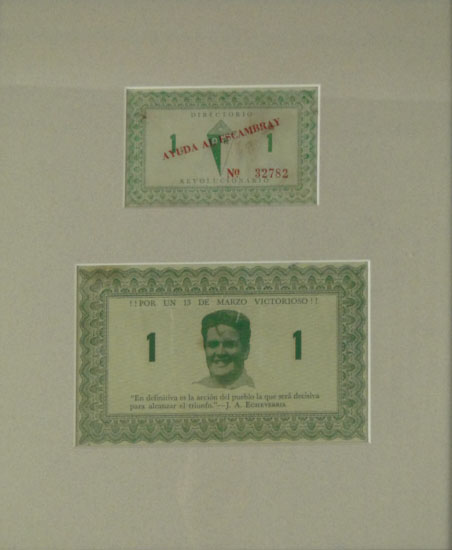 DIRECTORIO
1 1
AYUDA AL ESCAMBRAY
Nº 32782
REVOLUCIONARIO
!!POR UN 13 DE MARZO VICTORIOSO!!
1 1
"En definitiva es la acción del pueblo la que será decisiva
para alcanzar el triunfo."—J. A. ECHEVERRIA